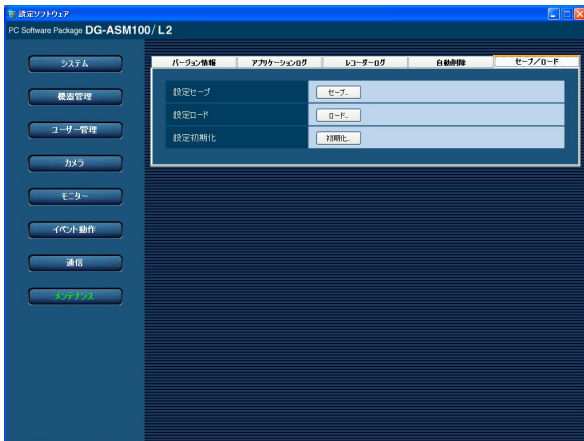 設定ソフトウェア
PC Software Package DG-ASM100/L2
システム
機器管理
ユーザー管理
カメラ
モニター
イベント動作
通信
メンテナンス
バージョン情報 アプリケーションログ レコーダーログ 自動削除 セーブ/ロード
設定セーブ セーブ...
設定ロード ロード...
設定初期化 初期化...